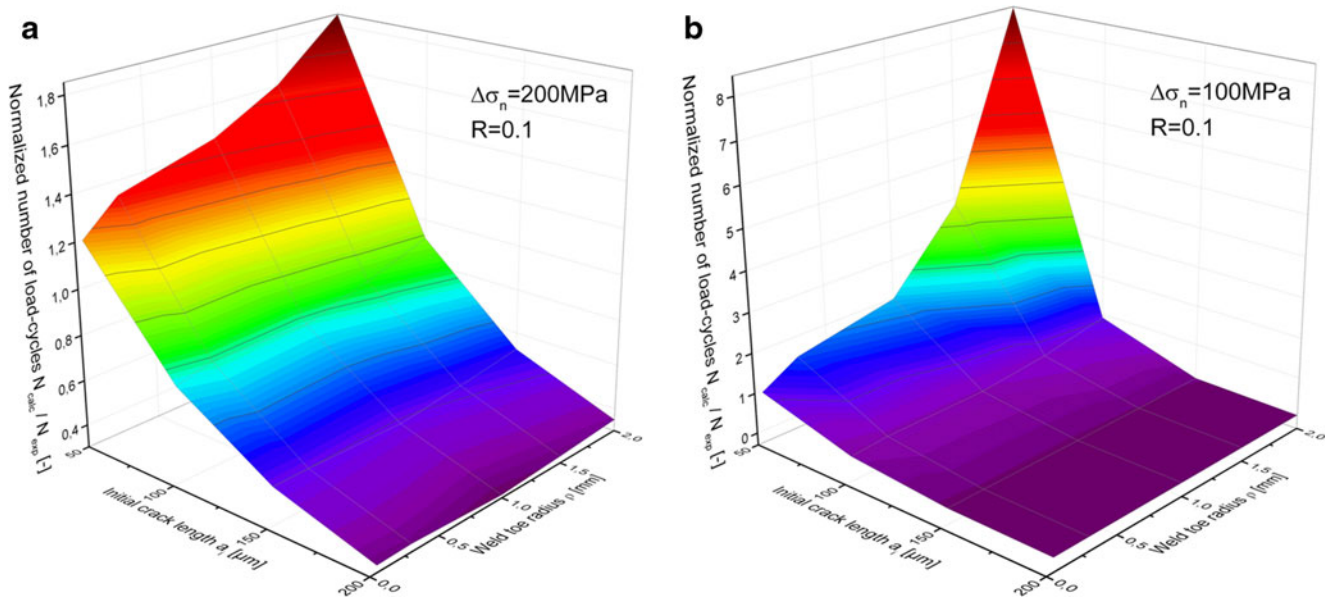 a
Δσn=200MPa
R=0.1
Normalized number of load-cycles N calc / N exp [-]
1,8
1,6
1,4
1,2
1,0
0,8
0,6
0,4
50
100
150
200
Initial crack length ai [µm]
0,0
0,5
1,0
1,5
2,0
Weld toe radius ρ [mm]
b
Δσn=100MPa
R=0.1
Normalized number of load-cycles N calc / N exp [-]
8
7
6
5
4
3
2
1
0
50
100
150
200
Initial crack length ai [µm]
0,0
0,5
1,0
1,5
2,0
Weld toe radius ρ [mm]